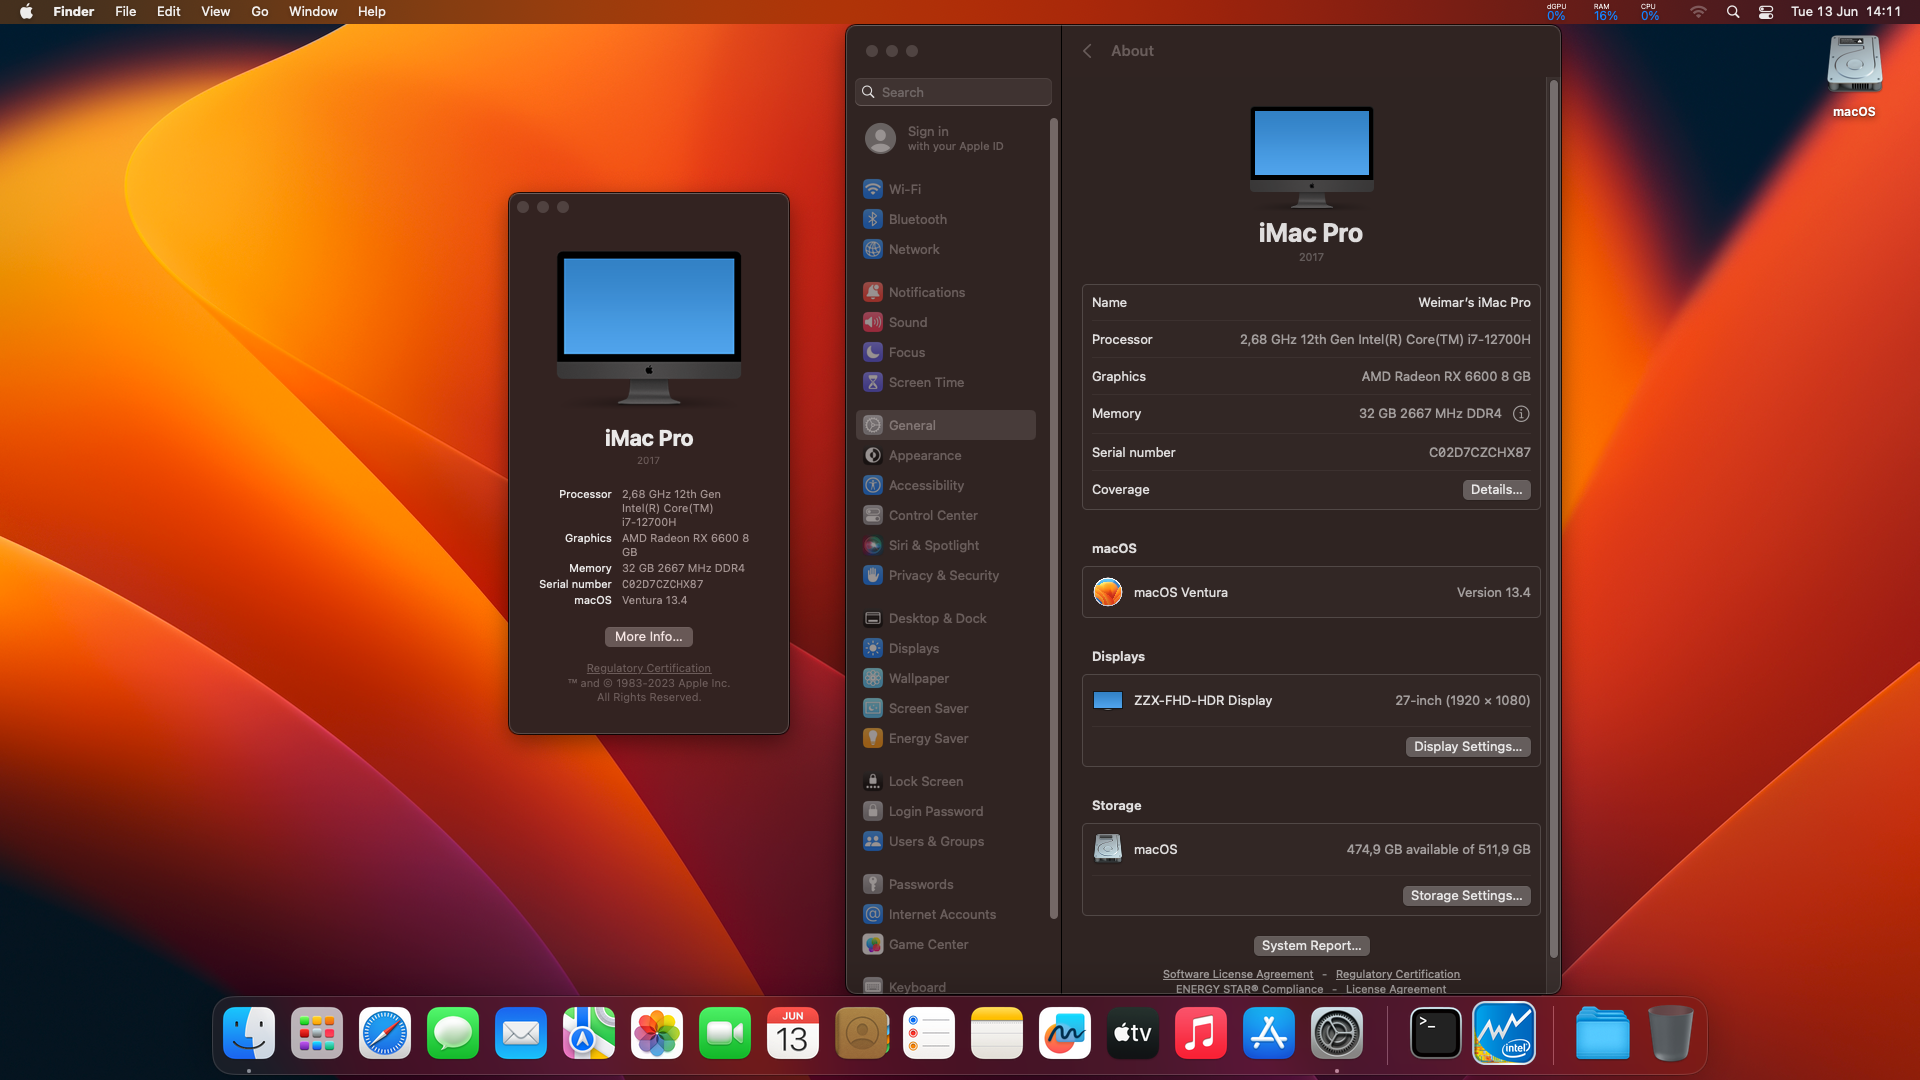 Finder File Edit View Go Window Help
dGPU 0% RAM 16% CPU 0% Tue 13 Jun 14:11
macOS
iMac Pro
2017
Processor 2,68 GHz 12th Gen
Intel(R) Core(TM)
i7-12700H
Graphics AMD Radeon RX 6600 8
GB
Memory 32 GB 2667 MHz DDR4
Serial number C02D7CZCHX87
macOS Ventura 13.4
More Info...
Regulatory Certification
™ and © 1983-2023 Apple Inc.
All Rights Reserved.
Search
Sign in
with your Apple ID
Wi-Fi
Bluetooth
Network
Notifications
Sound
Focus
Screen Time
General
Appearance
Accessibility
Control Center
Siri & Spotlight
Privacy & Security
Desktop & Dock
Displays
Wallpaper
Screen Saver
Energy Saver
Lock Screen
Login Password
Users & Groups
Passwords
Internet Accounts
Game Center
Keyboard
About
iMac Pro
2017
Name Weimar's iMac Pro
Processor 2,68 GHz 12th Gen Intel(R) Core(TM) i7-12700H
Graphics AMD Radeon RX 6600 8 GB
Memory 32 GB 2667 MHz DDR4
Serial number C02D7CZCHX87
Coverage Details...
macOS
macOS Ventura Version 13.4
Displays
ZZX-FHD-HDR Display 27-inch (1920 × 1080)
Display Settings...
Storage
macOS 474,9 GB available of 511,9 GB
Storage Settings...
System Report...
Software License Agreement - Regulatory Certification
ENERGY STAR® Compliance - License Agreement
JUN
13
tv
>_
intel